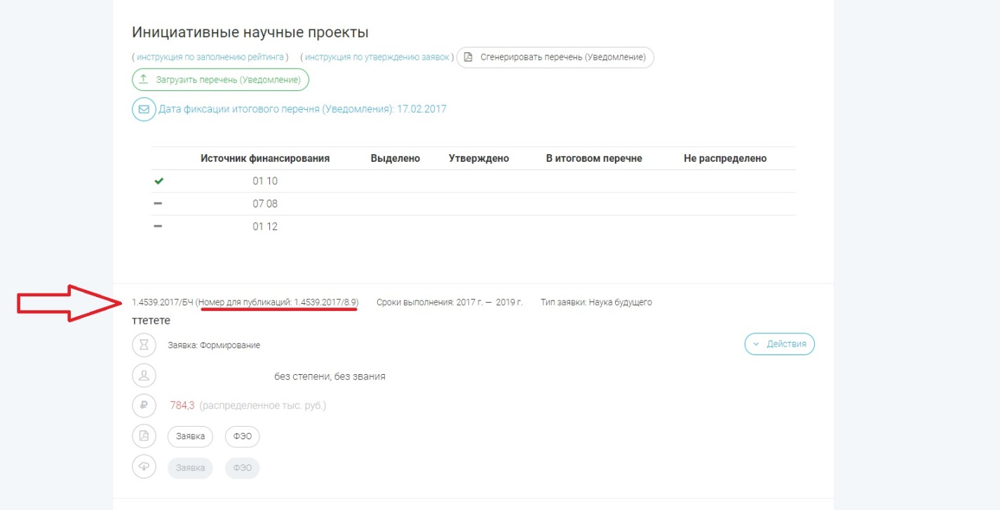 Инициативные научные проекты
( инструкция по заполнению рейтинга ) ( инструкция по утверждению заявок ) Сгенерировать перечень (Уведомление)
Загрузить перечень (Уведомление)
Дата фиксации итогового перечня (Уведомления): 17.02.2017
Источник финансирования Выделено Утверждено В итоговом перечне Не распределено
01 10
07 08
01 12
1.4539.2017/БЧ (Номер для публикаций: 1.4539.2017/8.9) Сроки выполнения: 2017 г. — 2019 г. Тип заявки: Наука будущего
ттетете
Заявка: Формирование Действия
без степени, без звания
₽ 784,3 (распределенное тыс. руб.)
Заявка ФЭО
Заявка ФЭО